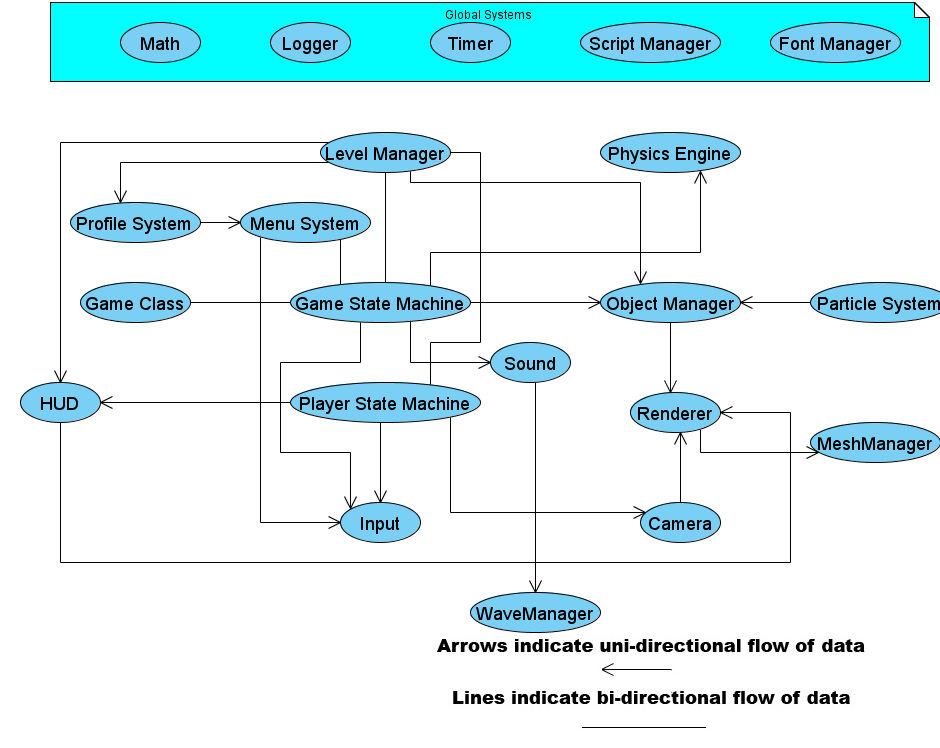 Global Systems
Math
Logger
Timer
Script Manager
Font Manager
Level Manager
Physics Engine
Profile System
Menu System
Game Class
Game State Machine
Object Manager
Particle System
Sound
HUD
Player State Machine
Renderer
MeshManager
Input
Camera
WaveManager
Arrows indicate uni-directional flow of data
Lines indicate bi-directional flow of data